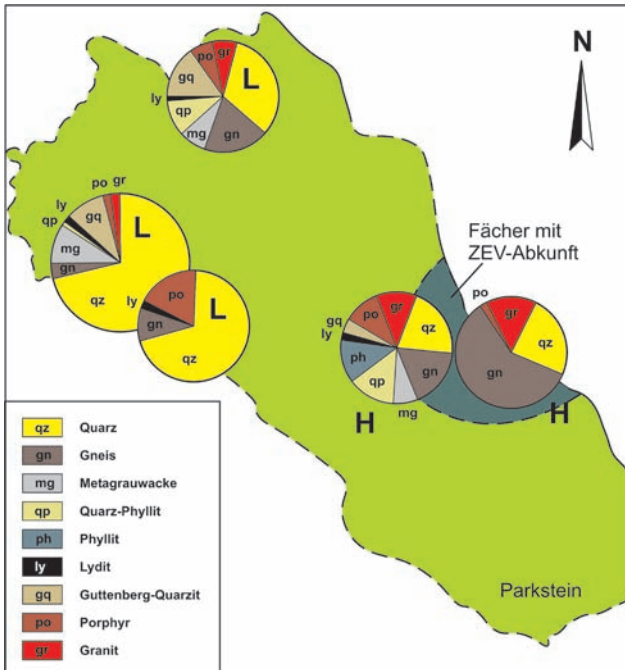 N
po
gr
gq
L
ly
qp
mg
gn
po
gr
ly
gq
qp
L
mg
gn
qz
po
L
ly
gn
qz
Fächer mit
ZEV-Abkunft
po
gr
gq
qz
ly
ph
gn
qp
mg
H
po
gr
qz
gn
H
qz Quarz
gn Gneis
mg Metagrauwacke
qp Quarz-Phyllit
ph Phyllit
ly Lydit
gq Guttenberg-Quarzit
po Porphyr
gr Granit
Parkstein